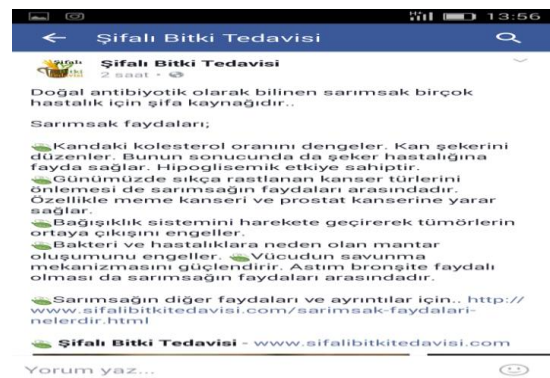 13:56
Şifalı Bitki Tedavisi
Şifalı Bitki Tedavisi
2 saat
Doğal antibiyotik olarak bilinen sarımsak birçok
hastalık için şifa kaynağıdır..
Sarımsak faydaları;
Kandaki kolesterol oranını dengeler. Kan şekerini
düzenler. Bunun sonucunda da şeker hastalığına
fayda sağlar. Hipoglisemik etkiye sahiptir.
Günümüzde sıkça rastlanan kanser türlerini
önlemesi de sarımsağın faydaları arasındadır.
Özellikle meme kanseri ve prostat kanserine yarar
sağlar.
Bağışıklık sistemini harekete geçirerek tümörlerin
ortaya çıkışını engeller.
Bakteri ve hastalıklara neden olan mantar
oluşumunu engeller. Vücudun savunma
mekanizmasını güçlendirir. Astım bronşite faydalı
olması da sarımsağın faydaları arasındadır.
Sarımsağın diğer faydaları ve ayrıntılar için.. http://
www.sifalibitkitedavisi.com/sarimsak-faydalari-
nelerdir.html
Şifalı Bitki Tedavisi - www.sifalibitkitedavisi.com
Yorum yaz...